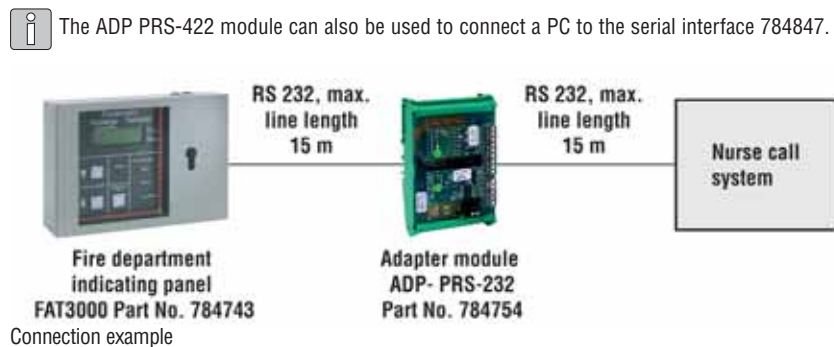 The ADP PRS-422 module can also be used to connect a PC to the serial interface 784847.
RS 232, max.
line length
15 m
RS 232, max.
line length
15 m
Nurse call
system
Fire department
indicating panel
FAT3000 Part No. 784743
Adapter module
ADP- PRS-232
Part No. 784754
Connection example